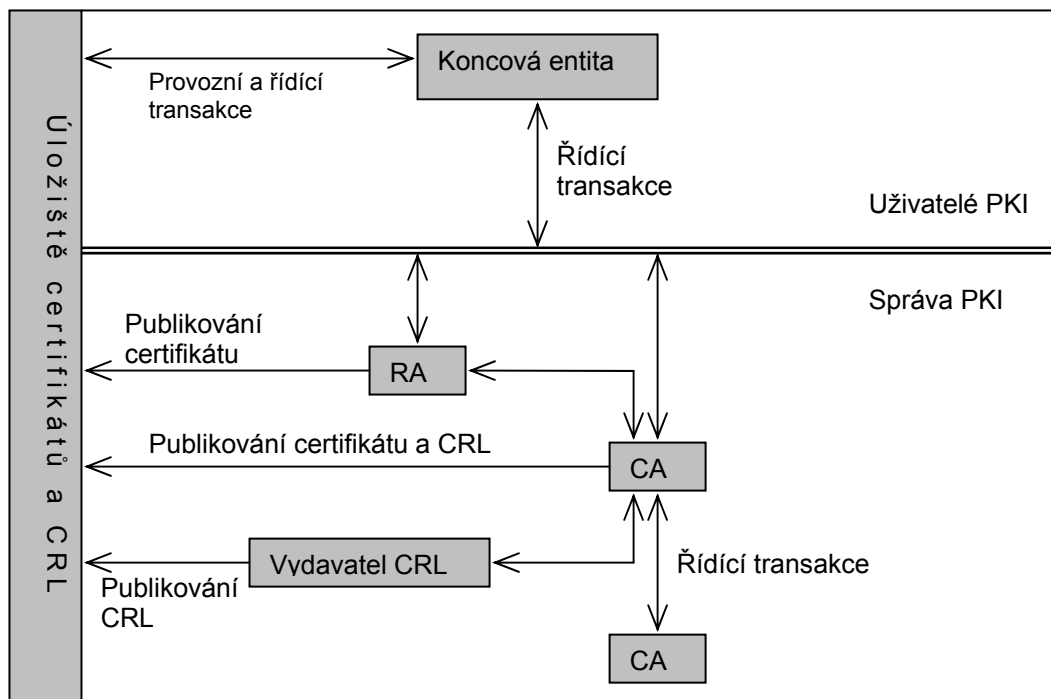 Úložiště certifikátů a CRL
Koncová entita
Provozní a řídící
transakce
Řídící
transakce
Uživatelé PKI
Správa PKI
Publikování
certifikátu
RA
Publikování certifikátu a CRL
CA
Vydavatel CRL
Řídící transakce
Publikování
CRL
CA